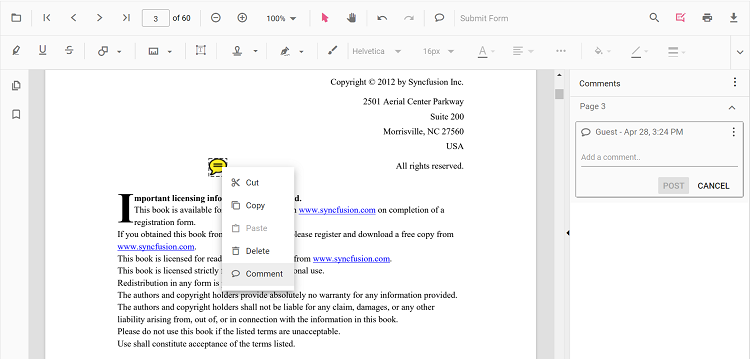 3 of 60 100% Submit Form
Helvetica 16px A
Copyright © 2012 by Syncfusion Inc.
2501 Aerial Center Parkway
Suite 200
Morrisville, NC 27560
USA
All rights reserved.
Important licensing info d.
This book is available fo www.syncfusion.com on completion of a
registration form.
If you obtained this book from lease register and download a free copy from
www.syncfusion.com.
This book is licensed for read from www.syncfusion.com.
This book is licensed strictly onal use.
Redistribution in any form is
The authors and copyright holders provide absolutely no warranty for any information provided.
The authors and copyright holders shall not be liable for any claim, damages, or any other
liability arising from, out of, or in connection with the information in this book.
Please do not use this book if the listed terms are unacceptable.
Use shall constitute acceptance of the terms listed.
Cut
Copy
Paste
Delete
Comment
Comments
Page 3
Guest - Apr 28, 3:24 PM
Add a comment..
POST CANCEL